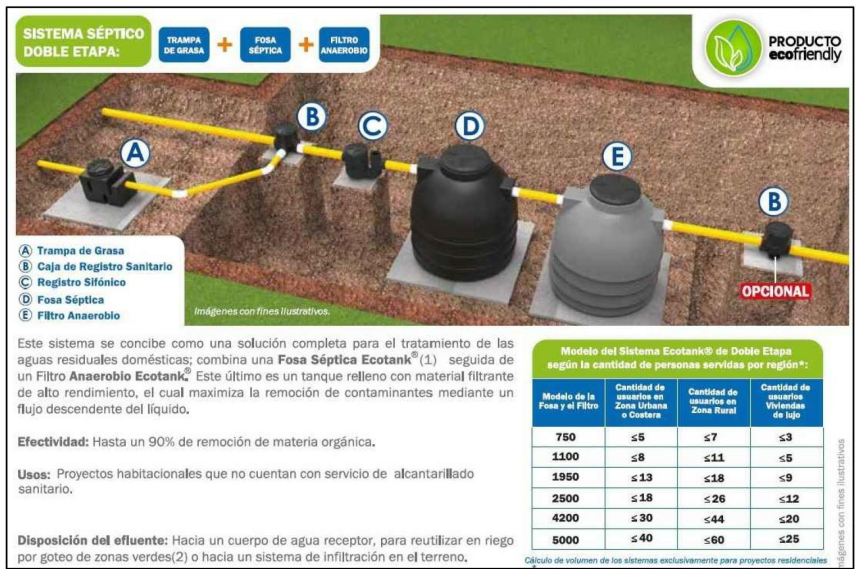 SISTEMA SÉPTICO
DOBLE ETAPA:
TRAMPA
DE GRASA
+
FOSA
SÉPTICA
+
FILTRO
ANAEROBIO
PRODUCTO
ecofriendly
A
B
C
D
E
B
OPCIONAL
A Trampa de Grasa
B Caja de Registro Sanitario
C Registro Sifónico
D Fosa Séptica
E Filtro Anaerobio
Imágenes con fines ilustrativos.
Este sistema se concibe como una solución completa para el tratamiento de las
aguas residuales domésticas; combina una Fosa Séptica Ecotank®(1) seguida de
un Filtro Anaerobio Ecotank.® Este último es un tanque relleno con material filtrante
de alto rendimiento, el cual maximiza la remoción de contaminantes mediante un
flujo descendente del líquido.
Efectividad: Hasta un 90% de remoción de materia orgánica.
Usos: Proyectos habitacionales que no cuentan con servicio de alcantarillado
sanitario.
Disposición del efluente: Hacia un cuerpo de agua receptor, para reutilizar en riego
por goteo de zonas verdes(2) o hacia un sistema de infiltración en el terreno.
Modelo del Sistema Ecotank® de Doble Etapa
según la cantidad de personas servidas por región*:
Modelo de la
Fosa y el Filtro
Cantidad de
usuarios en
Zona Urbana
o Costera
Cantidad de
usuarios en
Zona Rural
Cantidad de
usuarios
Viviendas
de lujo
750 ≤5 ≤7 ≤3
1100 ≤8 ≤11 ≤5
1950 ≤13 ≤18 ≤9
2500 ≤18 ≤26 ≤12
4200 ≤30 ≤44 ≤20
5000 ≤40 ≤60 ≤25
Cálculo de volumen de los sistemas exclusivamente para proyectos residenciales
*
Imágenes con fines ilustrativos